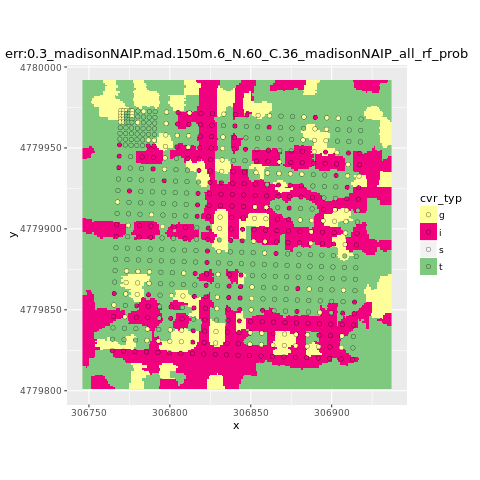 err:0.3_madisonNAIP.mad.150m.6_N.60_C.36_madisonNAIP_all_rf_prob
4780000
4779950
4779900
4779850
4779800
y
306750
306800
306850
306900
x
cvr_typ
g
i
s
t